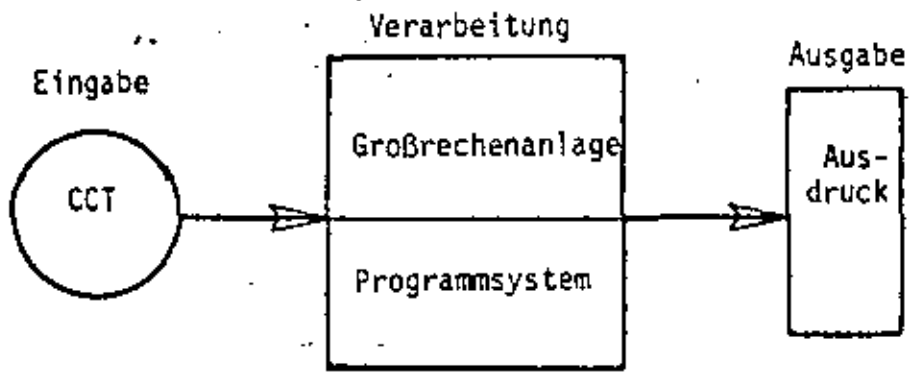 Verarbeitung
Eingabe
Ausgabe
CCT
Großrechenanlage
Programmsystem
Aus-
druck